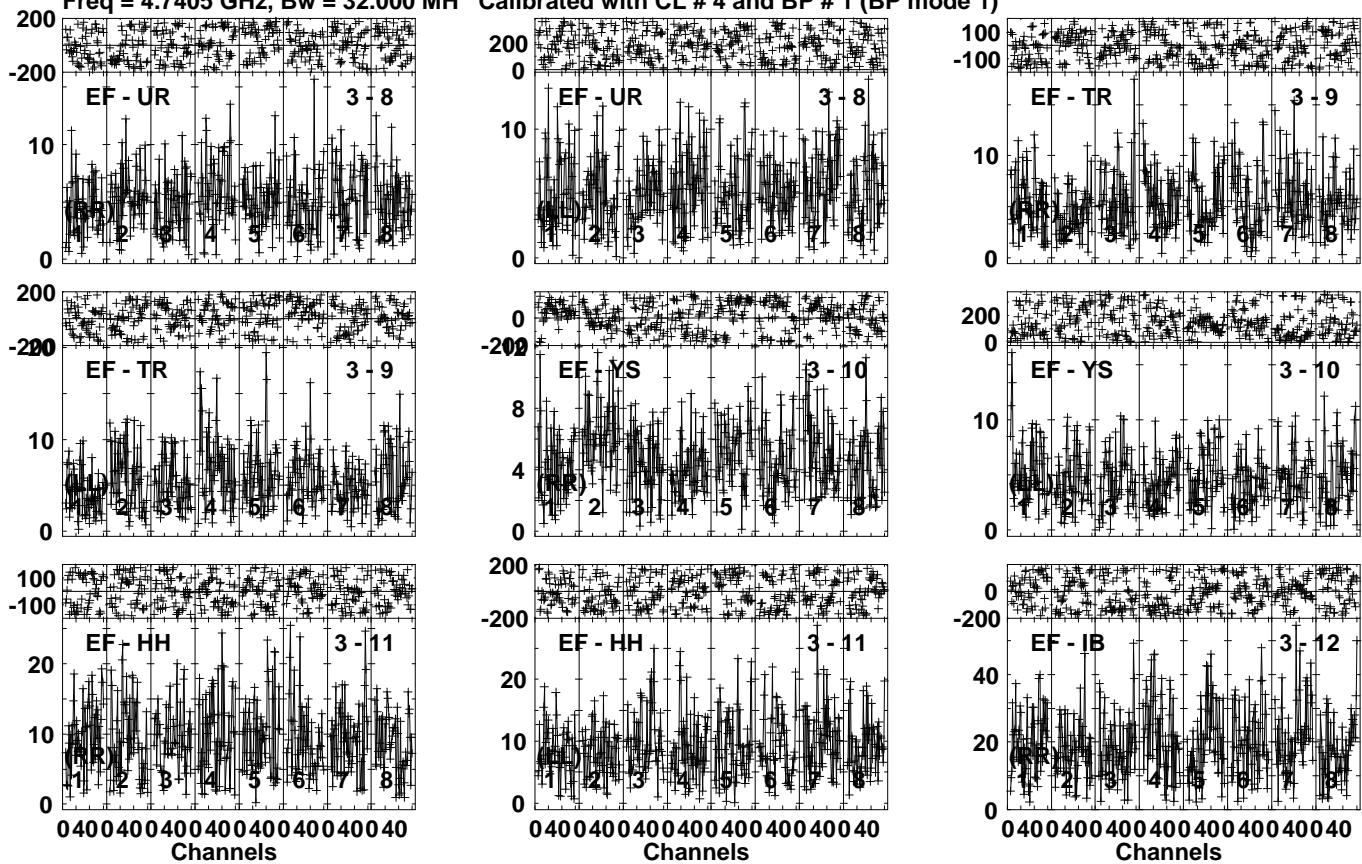 Freq = 4.7405 GHz, Bw = 32.000 MH Calibrated with CL # 4 and BP # 1 (BP mode 1)
200
-200
EF - UR 3 - 8
10
(RR)
1 2 3 4 5 6 7 8
0
200
0
EF - UR 3 - 8
10
(LL)
1 2 3 4 5 6 7 8
0
100
-100
EF - TR 3 - 9
10
(RR)
1 2 3 4 5 6 7 8
0
200
-200
20
EF - TR 3 - 9
10
(LL)
1 2 3 4 5 6 7 8
0
0
-200
12
EF - YS 3 - 10
8
4
(RR)
1 2 3 4 5 6 7 8
0
200
0
EF - YS 3 - 10
10
(LL)
1 2 3 4 5 6 7 8
0
100
-100
EF - HH 3 - 11
20
10
(RR)
1 2 3 4 5 6 7 8
0
0 40 0 40 0 40 0 40 0 40 0 40 0 40 0 40
Channels
200
-200
EF - HH 3 - 11
20
10
(LL)
1 2 3 4 5 6 7 8
0
0 40 0 40 0 40 0 40 0 40 0 40 0 40 0 40
Channels
0
-200
EF - IB 3 - 12
40
20
(RR)
1 2 3 4 5 6 7 8
0
0 40 0 40 0 40 0 40 0 40 0 40 0 40 0 40
Channels